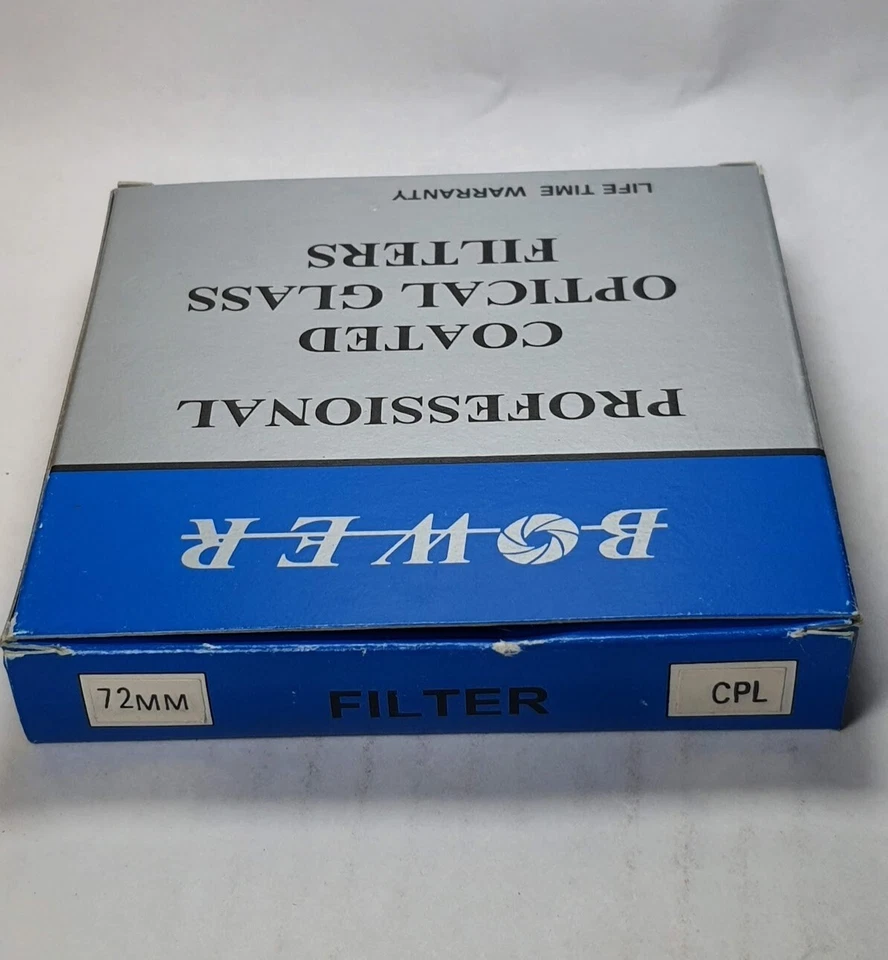 BOWER
PROFESSIONAL
COATED
OPTICAL GLASS
FILTERS
LIFE TIME WARRANTY
72MM
FILTER
CPL